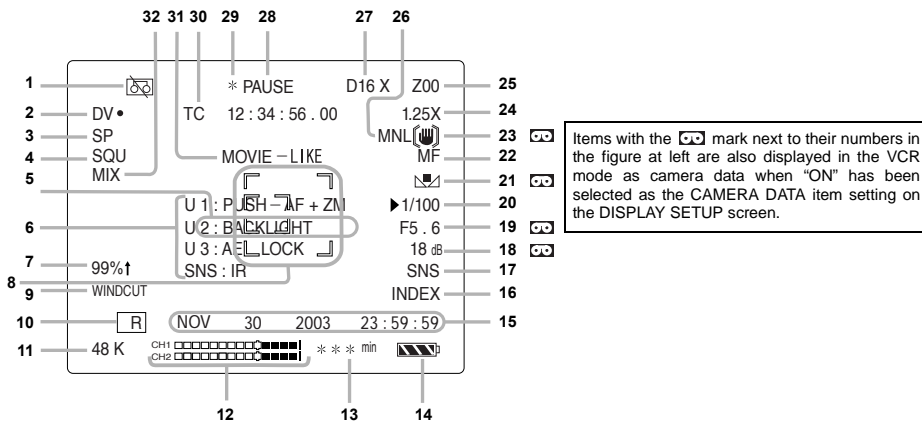 32 31 30 29 28 27 26
1 * PAUSE D16 X Z00 25
2 DV • TC 12 : 34 : 56 . 00 1.25X 24
3 SP MNL 23
4 SQU MOVIE – LIKE MF 22
5 MIX 21
U 1 : PUSH – AF + ZM ▶1/100 20
6 U 2 : BACKLIGHT F5 . 6 19
U 3 : AE LOCK 18 dB 18
7 99%↑ SNS : IR SNS 17
8
9 WINDCUT INDEX 16
10 R NOV 30 2003 23 : 59 : 59 15
11 48 K CH1 * * * min
CH2
12 13 14
Items with the mark next to their numbers in
the figure at left are also displayed in the VCR
mode as camera data when “ON” has been
selected as the CAMERA DATA item setting on
the DISPLAY SETUP screen.